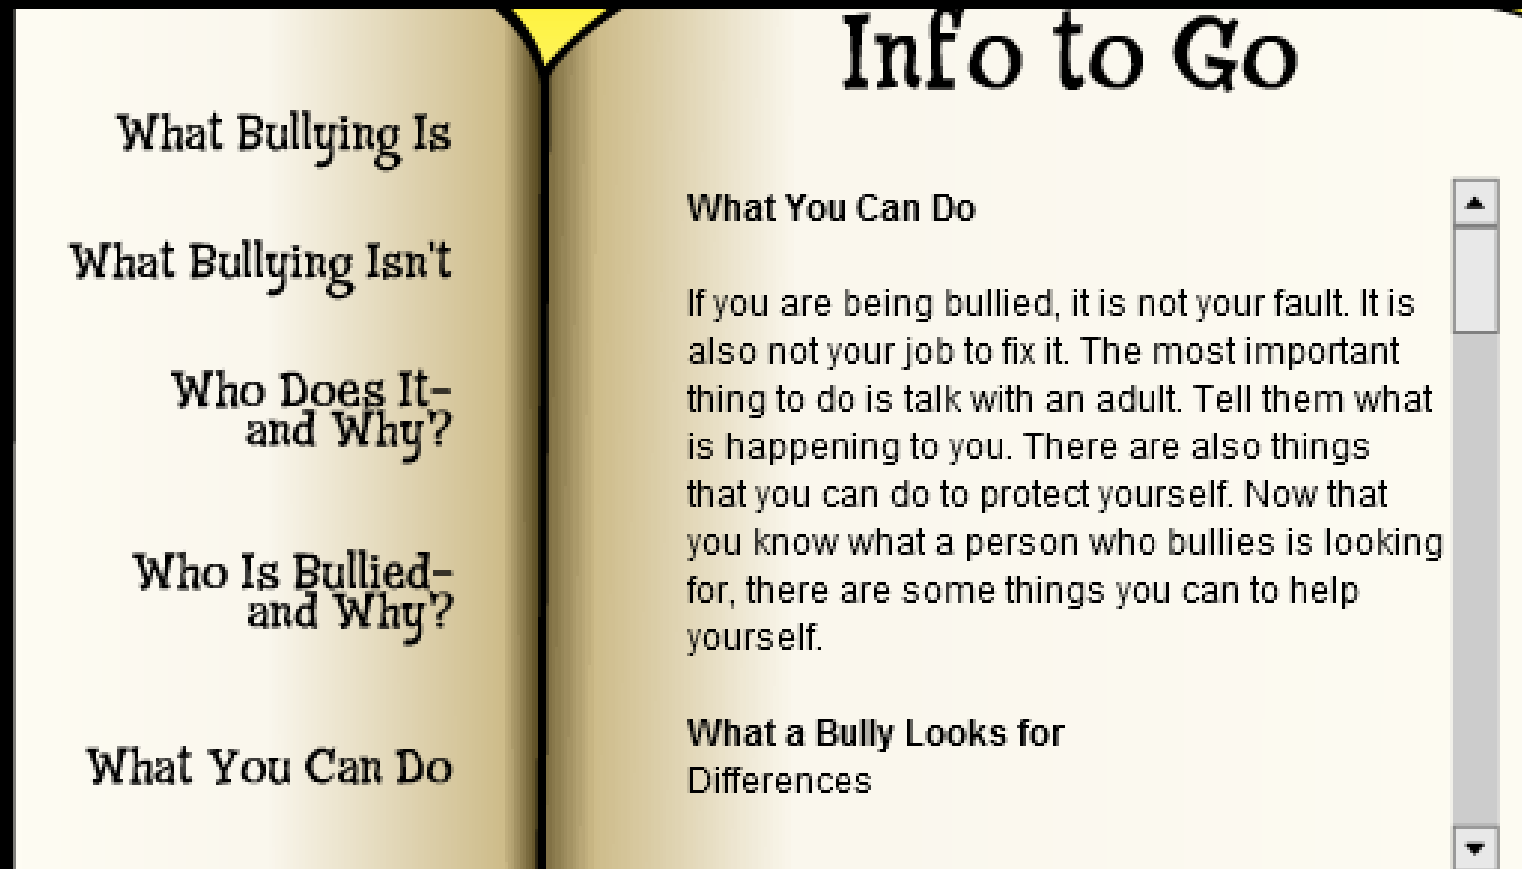 What Bullying Is
What Bullying Isn't
Who Does It-
and Why?
Who Is Bullied-
and Why?
What You Can Do
Info to Go
What You Can Do
If you are being bullied, it is not your fault. It is
also not your job to fix it. The most important
thing to do is talk with an adult. Tell them what
is happening to you. There are also things
that you can do to protect yourself. Now that
you know what a person who bullies is looking
for, there are some things you can to help
yourself.
What a Bully Looks for
Differences